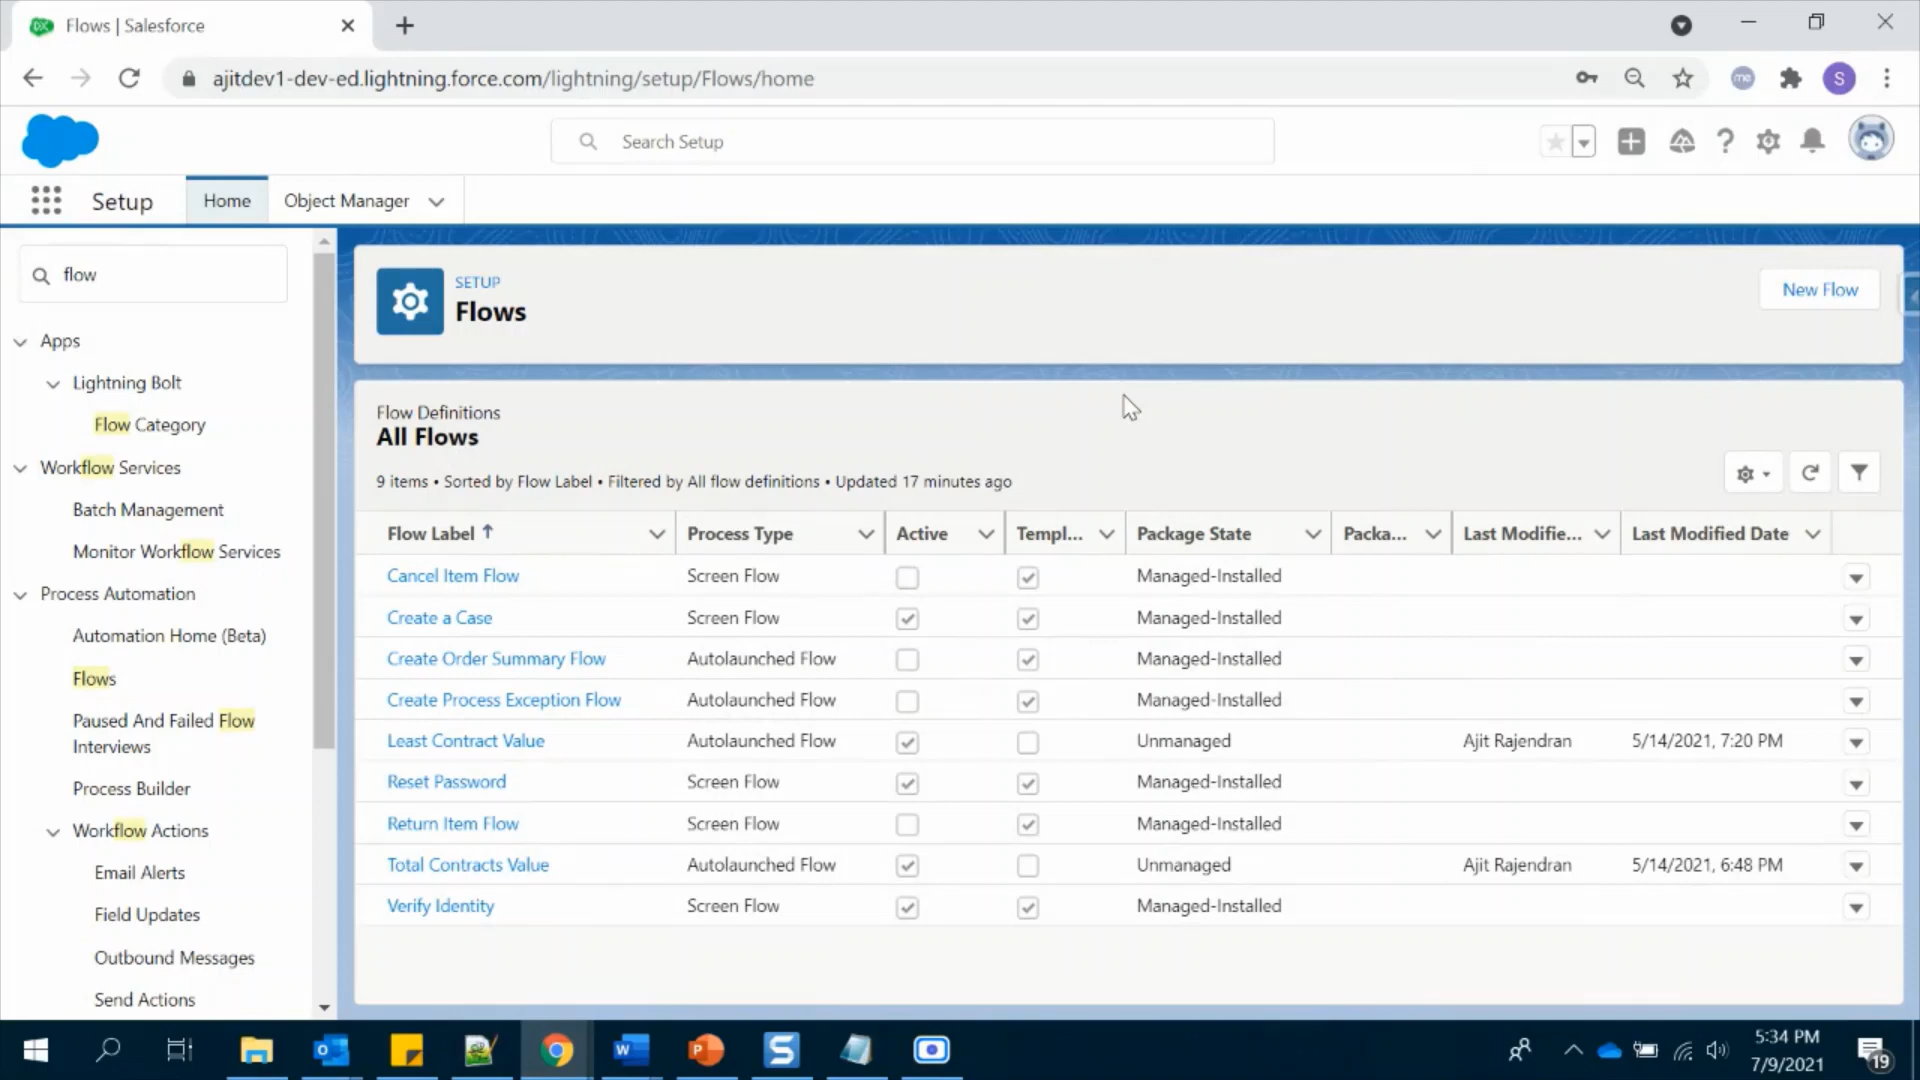 Flows | Salesforce
ajitdev1-dev-ed.lightning.force.com/lightning/setup/Flows/home
me
S
Search Setup
Setup
Home
Object Manager
flow
Apps
Lightning Bolt
Flow Category
Workflow Services
Batch Management
Monitor Workflow Services
Process Automation
Automation Home (Beta)
Flows
Paused And Failed Flow
Interviews
Process Builder
Workflow Actions
Email Alerts
Field Updates
Outbound Messages
Send Actions
SETUP
Flows
New Flow
Flow Definitions
All Flows
9 items • Sorted by Flow Label • Filtered by All flow definitions • Updated 17 minutes ago
Flow Label Process Type Active Templ... Package State Packa... Last Modifie... Last Modified Date
Cancel Item Flow Screen Flow Managed-Installed
Create a Case Screen Flow Managed-Installed
Create Order Summary Flow Autolaunched Flow Managed-Installed
Create Process Exception Flow Autolaunched Flow Managed-Installed
Least Contract Value Autolaunched Flow Unmanaged Ajit Rajendran 5/14/2021, 7:20 PM
Reset Password Screen Flow Managed-Installed
Return Item Flow Screen Flow Managed-Installed
Total Contracts Value Autolaunched Flow Unmanaged Ajit Rajendran 5/14/2021, 6:48 PM
Verify Identity Screen Flow Managed-Installed
5:34 PM
7/9/2021
19